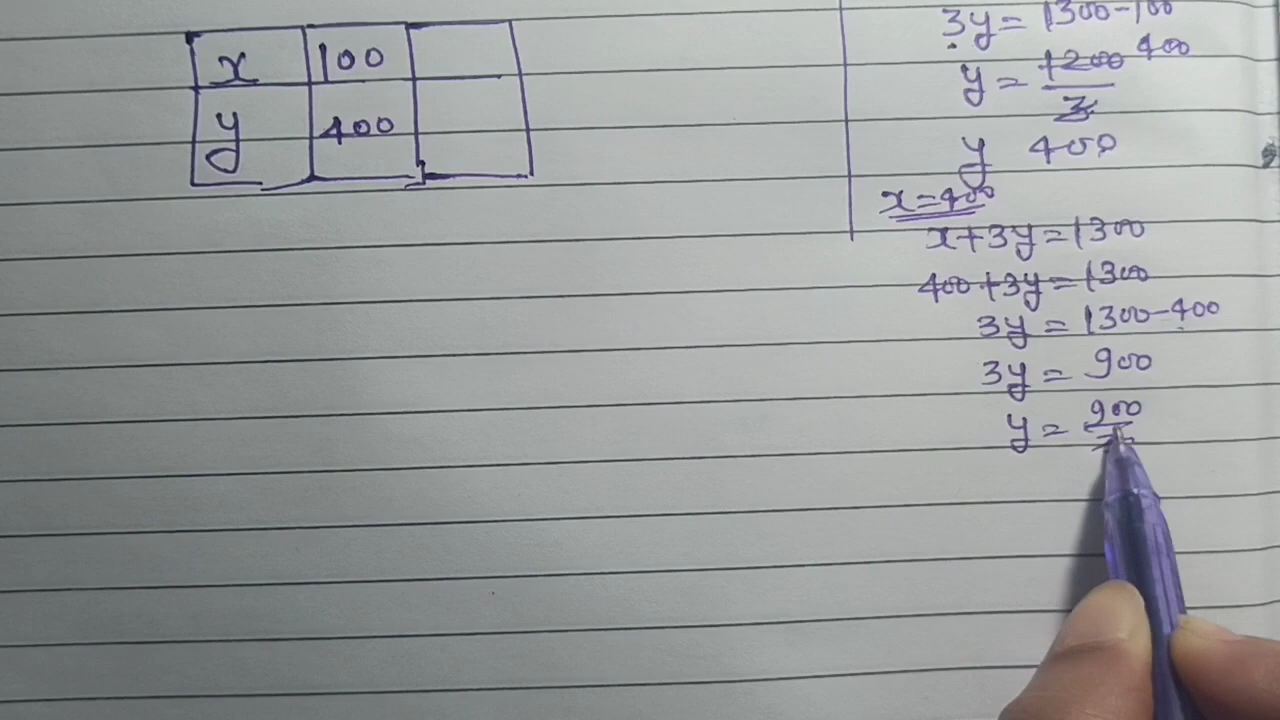 x 100
y 400
3y = 1300-100
y = 1200/3 400
y 400
x=400
x+3y=1300
400+3y=1300
3y = 1300-400
3y = 900
y = 900/3